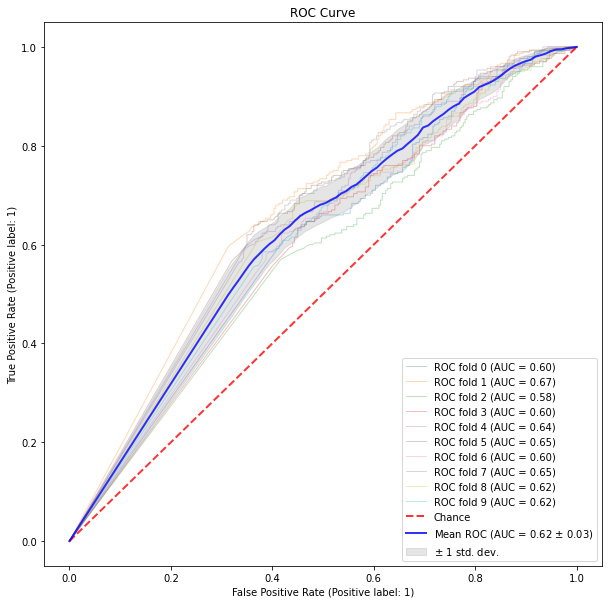 ROC Curve
1.0
0.8
0.6
0.4
0.2
0.0
True Positive Rate (Positive label: 1)
0.0 0.2 0.4 0.6 0.8 1.0
False Positive Rate (Positive label: 1)
ROC fold 0 (AUC = 0.60)
ROC fold 1 (AUC = 0.67)
ROC fold 2 (AUC = 0.58)
ROC fold 3 (AUC = 0.60)
ROC fold 4 (AUC = 0.64)
ROC fold 5 (AUC = 0.65)
ROC fold 6 (AUC = 0.60)
ROC fold 7 (AUC = 0.65)
ROC fold 8 (AUC = 0.62)
ROC fold 9 (AUC = 0.62)
Chance
Mean ROC (AUC = 0.62 ± 0.03)
± 1 std. dev.